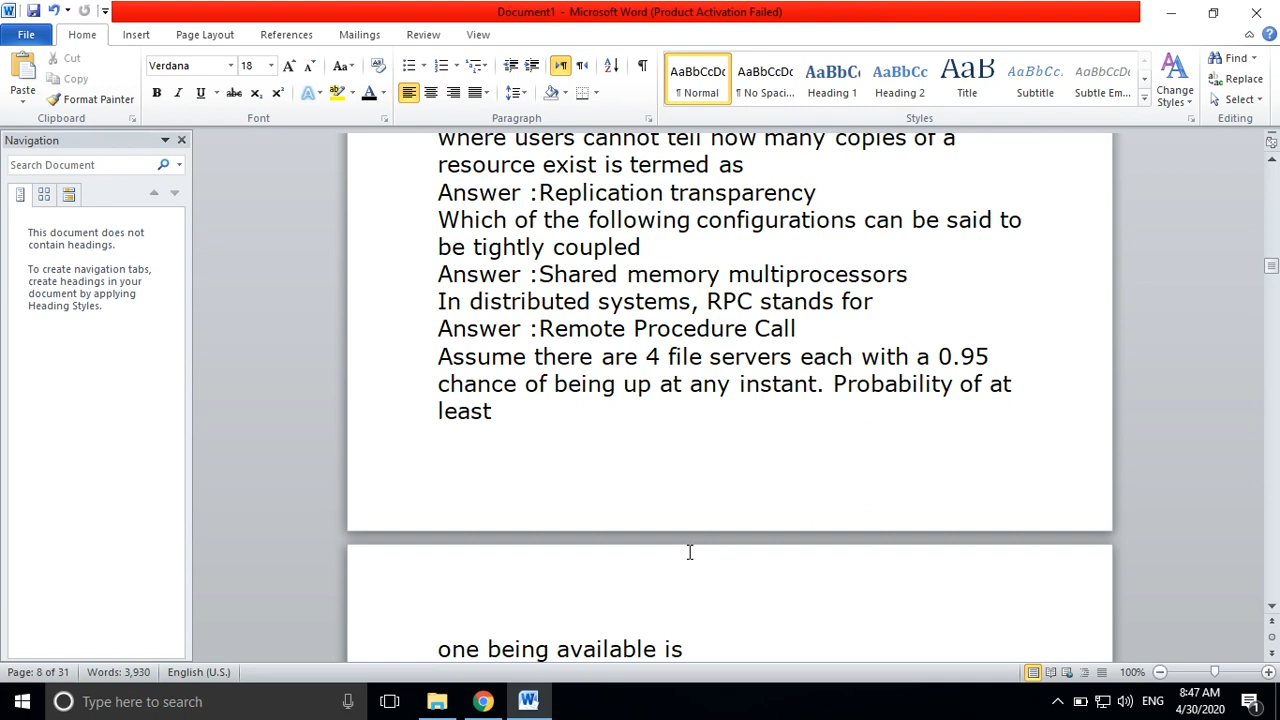 Document1 - Microsoft Word (Product Activation Failed)
File Home Insert Page Layout References Mailings Review View
Paste
Cut
Copy
Format Painter
Clipboard
Verdana 18
Font
Paragraph
AaBbCcDc AaBbCcDc AaBbCc AaBbCc AaB AaBbCc. AaBbCcDc
¶ Normal ¶ No Spaci... Heading 1 Heading 2 Title Subtitle Subtle Em...
Change Styles
Styles
Find
Replace
Select
Editing
Navigation
Search Document
This document does not
contain headings.
To create navigation tabs,
create headings in your
document by applying
Heading Styles.
where users cannot tell how many copies of a
resource exist is termed as
Answer :Replication transparency
Which of the following configurations can be said to
be tightly coupled
Answer :Shared memory multiprocessors
In distributed systems, RPC stands for
Answer :Remote Procedure Call
Assume there are 4 file servers each with a 0.95
chance of being up at any instant. Probability of at
least
one being available is
Page: 8 of 31 Words: 3,930 English (U.S.) 100%
Type here to search
ENG
8:47 AM
4/30/2020